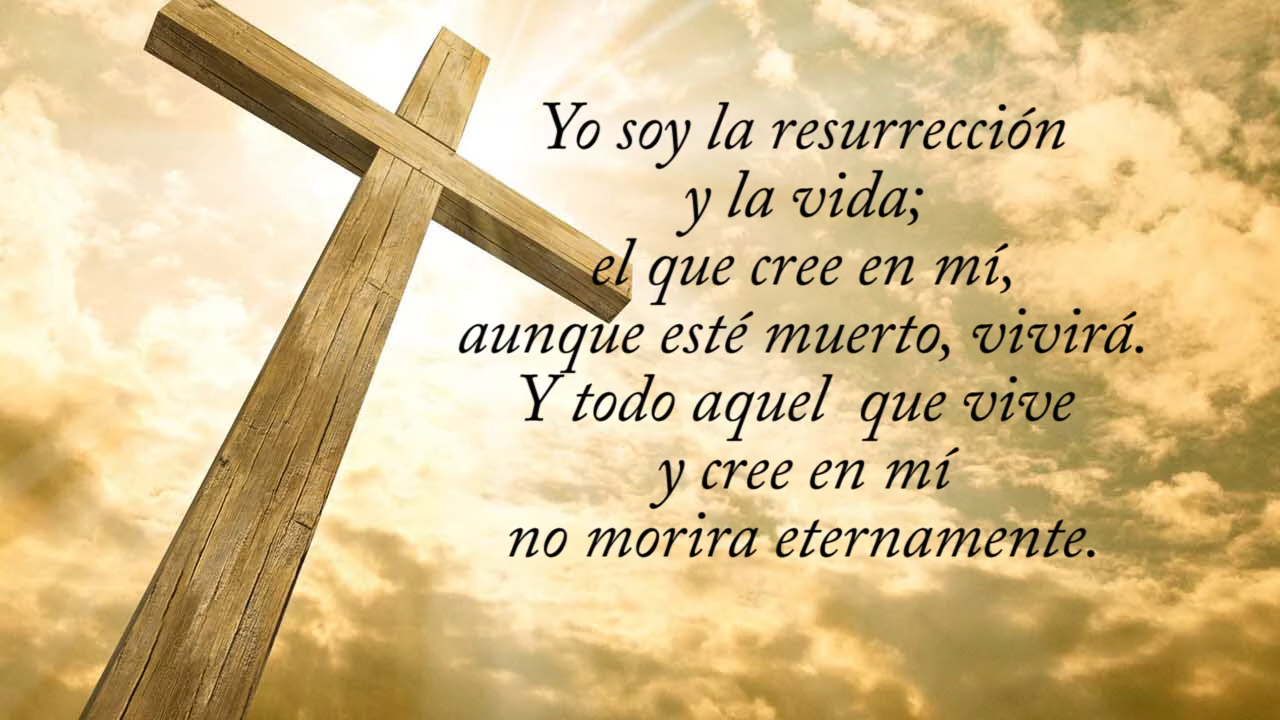 Yo soy la resurrección
y la vida;
el que cree en mí,
aunque esté muerto, vivirá.
Y todo aquel que vive
y cree en mí
no morira eternamente.